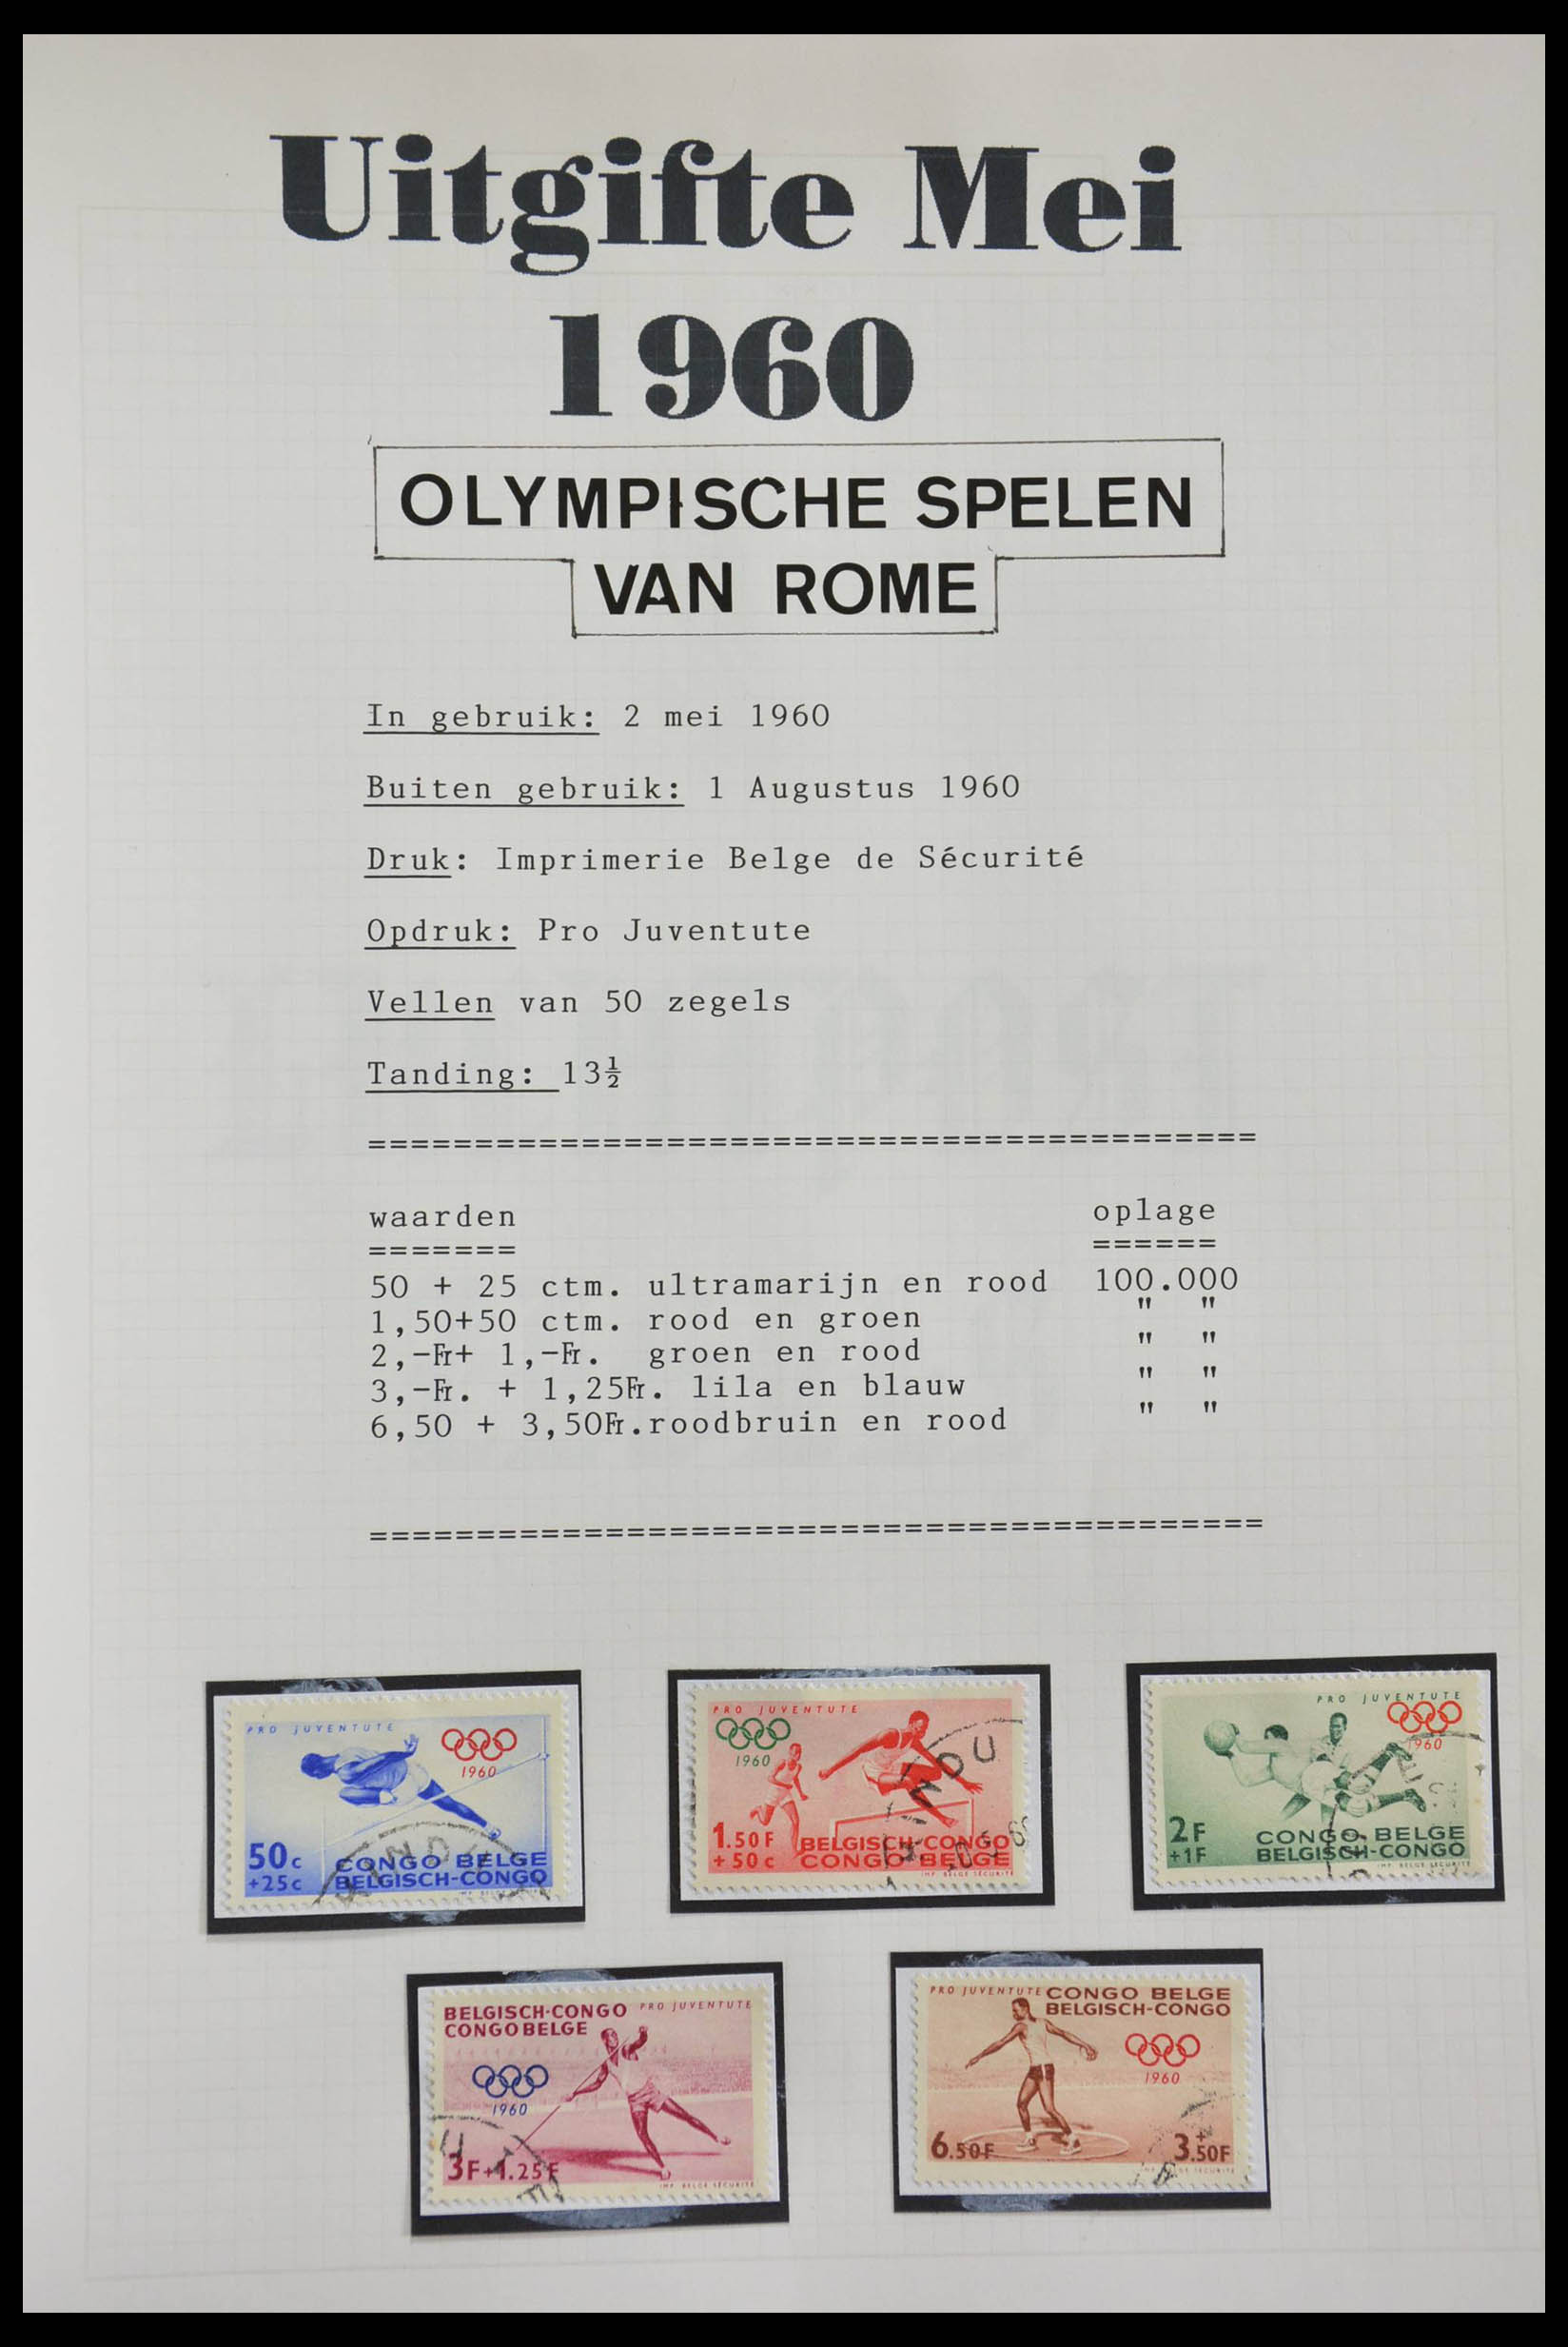 Uitgifte Mei
1960
OLYMPISCHE SPELEN
VAN ROME
In gebruik: 2 mei 1960
Buiten gebruik: 1 Augustus 1960
Druk: Imprimerie Belge de Sécurité
Opdruk: Pro Juventute
Vellen van 50 zegels
Tanding: 13½
==========================================
waarden oplage
======= ======
50 + 25 ctm. ultramarijn en rood 100.000
1,50+50 ctm. rood en groen " "
2,-Fr+ 1,-Fr. groen en rood " "
3,-Fr. + 1,25Fr. lila en blauw " "
6,50 + 3,50Fr.roodbruin en rood " "
==========================================
PRO JUVENTUTE
1960
50c
+25c
CONGO BELGE
BELGISCH-CONGO
PRO JUVENTUTE
1960
1.50F
+50c
BELGISCH-CONGO
CONGO BELGE
IMP. BELGE SÉCURITÉ
KINDU
PRO JUVENTUTE
1960
2F
+1F
CONGO BELGE
BELGISCH-CONGO
IMP. BELGE SÉCURITÉ
BELGISCH-CONGO PRO JUVENTUTE
CONGO BELGE
1960
3F+1.25F
IMP. BELGE SÉCURITÉ
PRO JUVENTUTE CONGO BELGE
BELGISCH-CONGO
1960
6.50F + 3.50F
IMP. BELGE SÉCURITÉ